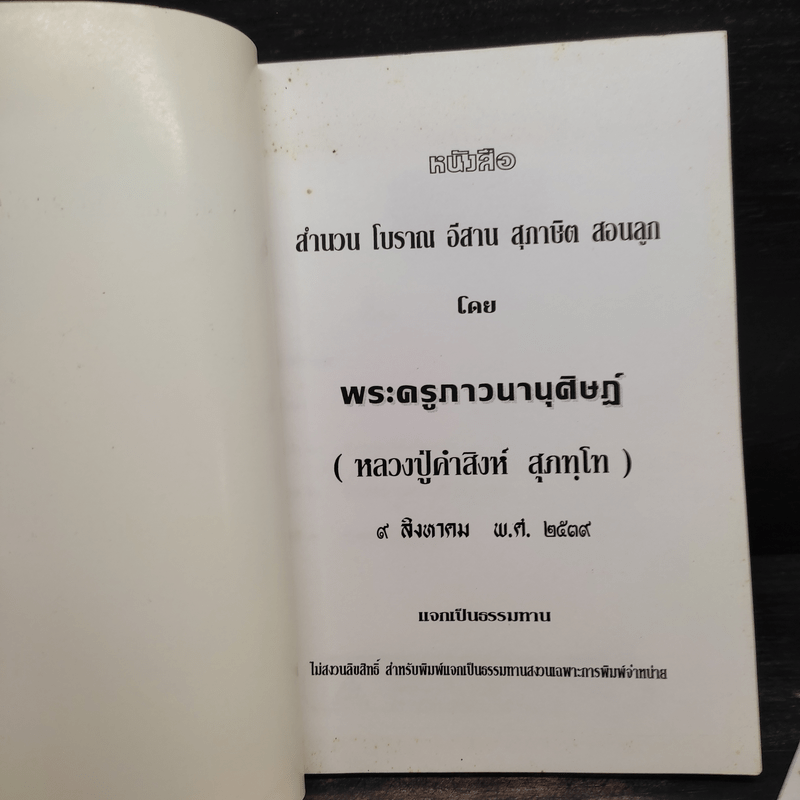 หนังสือ
สำนวน โบราณ อีสาน สุภาษิต สอนลูก
โดย
พระครูภาวนานุศิษฏ์
( หลวงปู่คำสิงห์ สุภทฺโท )
๙ สิงหาคม พ.ศ. ๒๕๓๙
แจกเป็นธรรมทาน
ไม่สงวนลิขสิทธิ์ สำหรับพิมพ์แจกเป็นธรรมทานสงวนเฉพาะการพิมพ์จำหน่าย